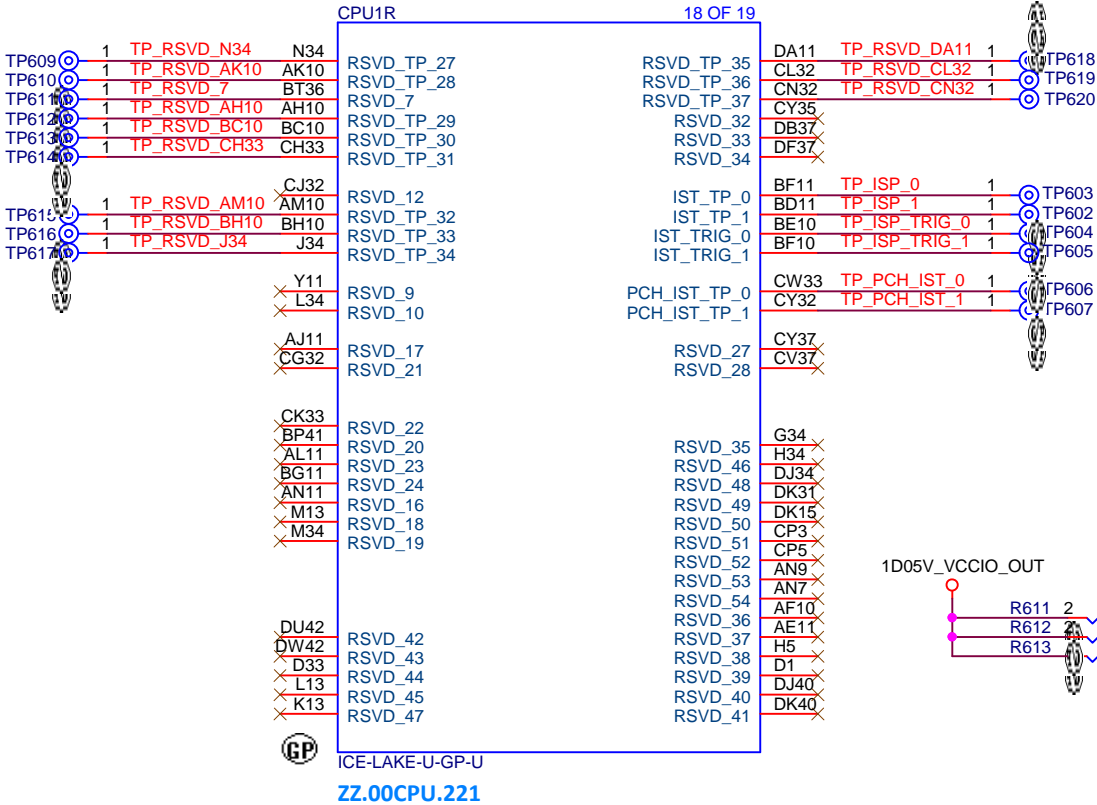 CPU1R 18 OF 19
TP609 1 TP_RSVD_N34 N34 RSVD_TP_27 RSVD_TP_35 DA11 TP_RSVD_DA11 1 TP618
TP610 1 TP_RSVD_AK10 AK10 RSVD_TP_28 RSVD_TP_36 CL32 TP_RSVD_CL32 1 TP619
TP611 1 TP_RSVD_7 BT36 RSVD_7 RSVD_TP_37 CN32 TP_RSVD_CN32 1 TP620
TP612 1 TP_RSVD_AH10 AH10 RSVD_TP_29 RSVD_32 CY35
TP613 1 TP_RSVD_BC10 BC10 RSVD_TP_30 RSVD_33 DB37
TP614 1 TP_RSVD_CH33 CH33 RSVD_TP_31 RSVD_34 DF37
CJ32 RSVD_12 IST_TP_0 BF11 TP_ISP_0 1 TP603
TP615 1 TP_RSVD_AM10 AM10 RSVD_TP_32 IST_TP_1 BD11 TP_ISP_1 1 TP602
TP616 1 TP_RSVD_BH10 BH10 RSVD_TP_33 IST_TRIG_0 BE10 TP_ISP_TRIG_0 1 TP604
TP617 1 TP_RSVD_J34 J34 RSVD_TP_34 IST_TRIG_1 BF10 TP_ISP_TRIG_1 1 TP605
Y11 RSVD_9 PCH_IST_TP_0 CW33 TP_PCH_IST_0 1 TP606
L34 RSVD_10 PCH_IST_TP_1 CY32 TP_PCH_IST_1 1 TP607
AJ11 RSVD_17 RSVD_27 CY37
CG32 RSVD_21 RSVD_28 CV37
CK33 RSVD_22
BP41 RSVD_20 RSVD_35 G34
AL11 RSVD_23 RSVD_46 H34
BG11 RSVD_24 RSVD_48 DJ34
AN11 RSVD_16 RSVD_49 DK31
M13 RSVD_18 RSVD_50 DK15
M34 RSVD_19 RSVD_51 CP3
RSVD_52 CP5
RSVD_53 AN9
RSVD_54 AN7
RSVD_36 AF10
DU42 RSVD_42 RSVD_37 AE11
DW42 RSVD_43 RSVD_38 H5
D33 RSVD_44 RSVD_39 D1
L13 RSVD_45 RSVD_40 DJ40
K13 RSVD_47 RSVD_41 DK40
1D05V_VCCIO_OUT
R611 2
R612 2
R613
GP
ICE-LAKE-U-GP-U
ZZ.00CPU.221